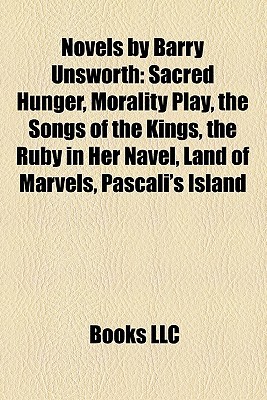 Novels by Barry
Unsworth: Sacred
Hunger, Morality Play, the
Songs of the Kings, the
Ruby in Her Navel, Land of
Marvels, Pascali's Island
Books LLC